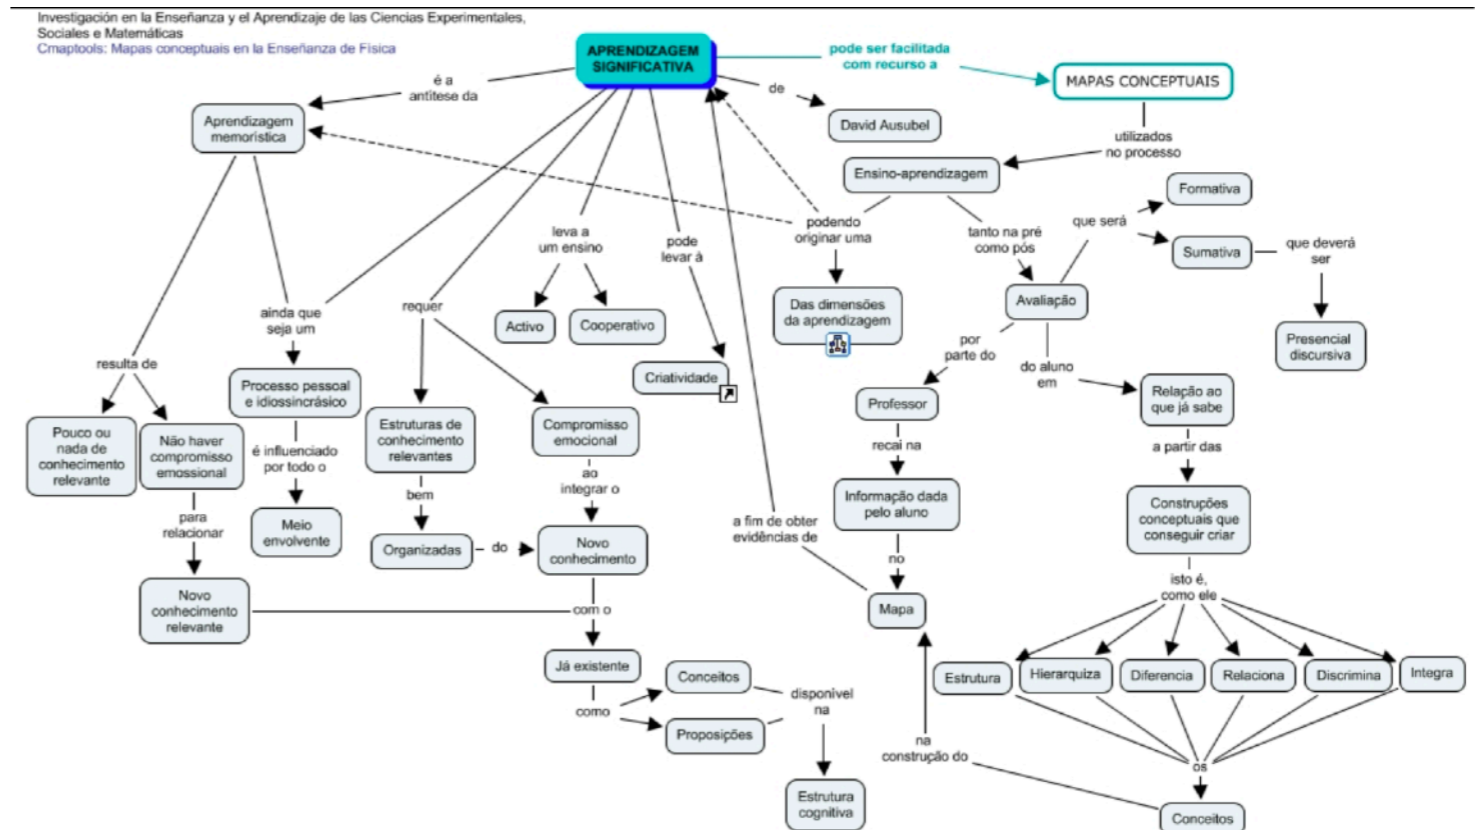 Investigación en la Enseñanza y el Aprendizaje de las Ciencias Experimentales,
Sociales e Matemáticas
Cmaptools: Mapas conceptuais en la Enseñanza de Física
APRENDIZAGEM
SIGNIFICATIVA
pode ser facilitada
com recurso a
MAPAS CONCEPTUAIS
é a
antítese da
de
David Ausubel
Aprendizagem
memorística
utilizados
no processo
Ensino-aprendizagem
Formativa
podendo
originar uma
tanto na pré
como pós
que será
Sumativa
que deverá
ser
leva a
um ensino
pode
levar à
Das dimensões
da aprendizagem
Avaliação
Presencial
discursiva
ainda que
seja um
requer
Activo
Cooperativo
Criatividade
por
parte do
do aluno
em
resulta de
Processo pessoal
e idiossincrásico
Professor
Relação ao
que já sabe
Pouco ou
nada de
conhecimento
relevante
Não haver
compromisso
emossional
Estruturas de
conhecimento
relevantes
Compromisso
emocional
recai na
a partir das
é influenciado
por todo o
bem
ao
integrar o
Informação dada
pelo aluno
Construções
conceptuais que
conseguir criar
para
relacionar
Meio
envolvente
Organizadas
do
Novo
conhecimento
a fim de obter
evidências de
no
isto é,
como ele
Novo
conhecimento
relevante
com o
Mapa
Já existente
Conceitos
Estrutura
Hierarquiza
Diferencia
Relaciona
Discrimina
Integra
como
Proposições
disponível
na
na
construção do
os
Estrutura
cognitiva
Conceitos